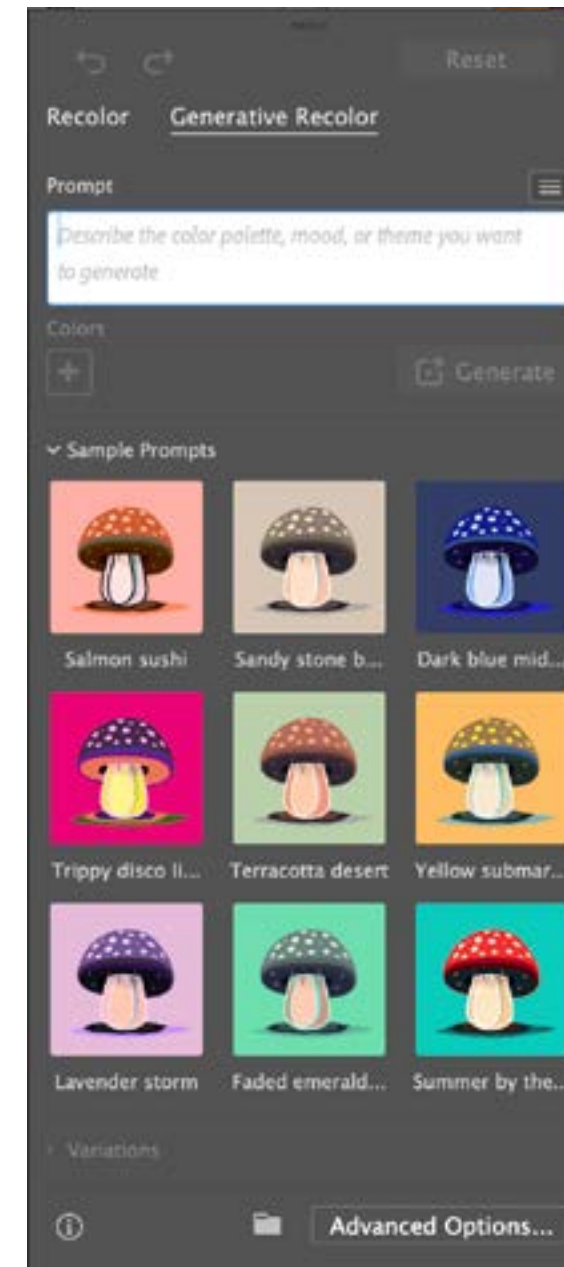 Reset
Recolor Generative Recolor
Prompt
Describe the color palette, mood, or theme you want
to generate
Colors
Generate
Sample Prompts
Salmon sushi Sandy stone b... Dark blue mid...
Trippy disco li... Terracotta desert Yellow submar...
Lavender storm Faded emerald... Summer by the...
Variations
Advanced Options...